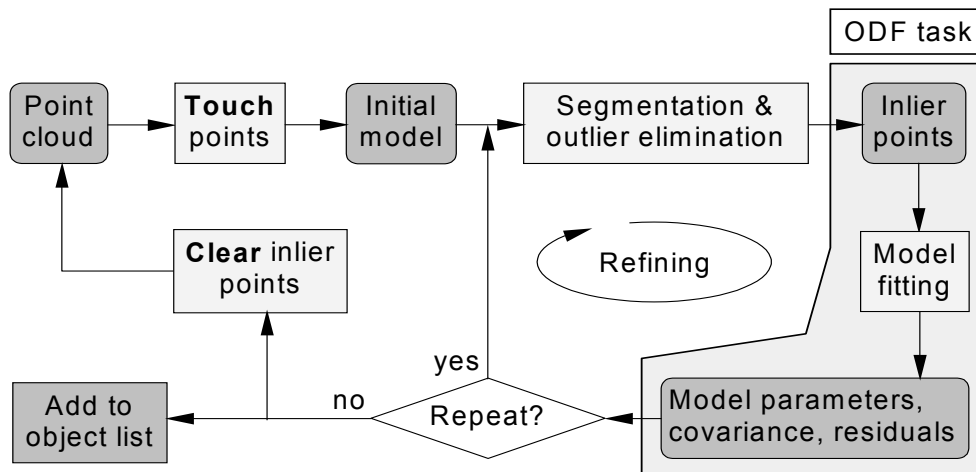 ODF task
Point
cloud
Touch
points
Initial
model
Segmentation &
outlier elimination
Inlier
points
Clear inlier
points
Refining
Model
fitting
yes
no
Add to
object list
Repeat?
Model parameters,
covariance, residuals